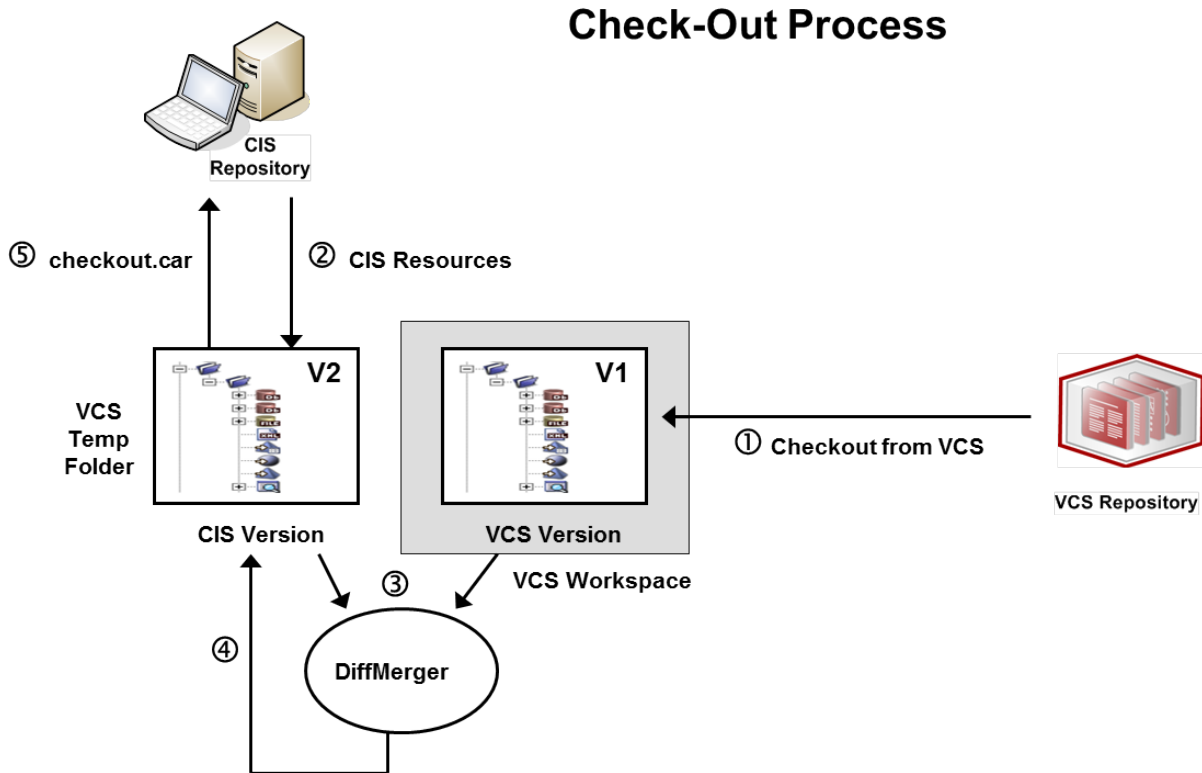 Check-Out Process
CIS
Repository
⑤ checkout.car
② CIS Resources
V2
V1
VCS
Temp
Folder
① Checkout from VCS
VCS Repository
CIS Version
VCS Version
③
VCS Workspace
④
DiffMerger